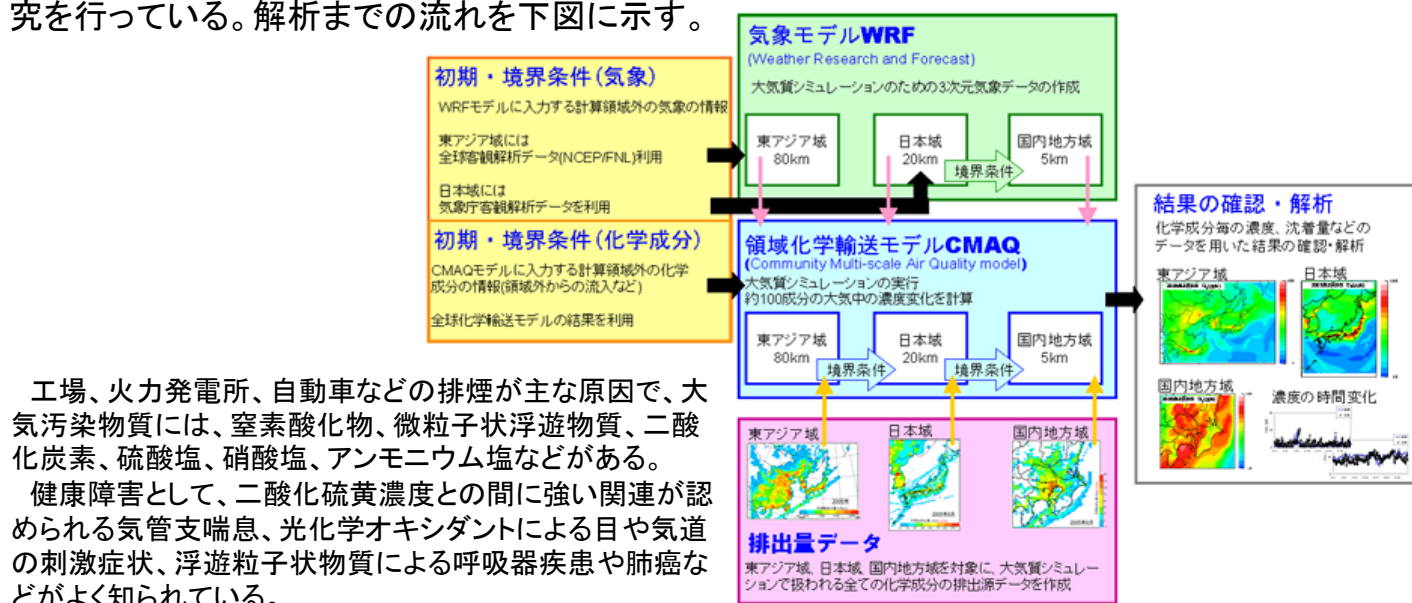 究を行っている。解析までの流れを下図に示す。
初期・境界条件(気象)
WRFモデルに入力する計算領域外の気象の情報
東アジア域には
全球客観解析データ(NCEP/FNL)利用
日本域には
気象庁客観解析データを利用
初期・境界条件(化学成分)
CMAQモデルに入力する計算領域外の化学
成分の情報(領域外からの流入など)
全球化学輸送モデルの結果を利用
気象モデルWRF
(Weather Research and Forecast)
大気質シミュレーションのための3次元気象データの作成
東アジア域
80km
日本域
20km
境界条件
国内地方域
5km
領域化学輸送モデルCMAQ
(Community Multi-scale Air Quality model)
大気質シミュレーションの実行
約100成分の大気中の濃度変化を計算
東アジア域
80km
境界条件
日本域
20km
境界条件
国内地方域
5km
東アジア域
日本域
国内地方域
排出量データ
東アジア域、日本域、国内地方域を対象に、大気質シミュレー
ションで扱われる全ての化学成分の排出源データを作成
結果の確認・解析
化学成分毎の濃度、沈着量などの
データを用いた結果の確認・解析
東アジア域
日本域
国内地方域
濃度の時間変化
工場、火力発電所、自動車などの排煙が主な原因で、大
気汚染物質には、窒素酸化物、微粒子状浮遊物質、二酸
化炭素、硫酸塩、硝酸塩、アンモニウム塩などがある。
健康障害として、二酸化硫黄濃度との間に強い関連が認
められる気管支喘息、光化学オキシダントによる目や気道
の刺激症状、浮遊粒子状物質による呼吸器疾患や肺癌な
どがよく知られている。